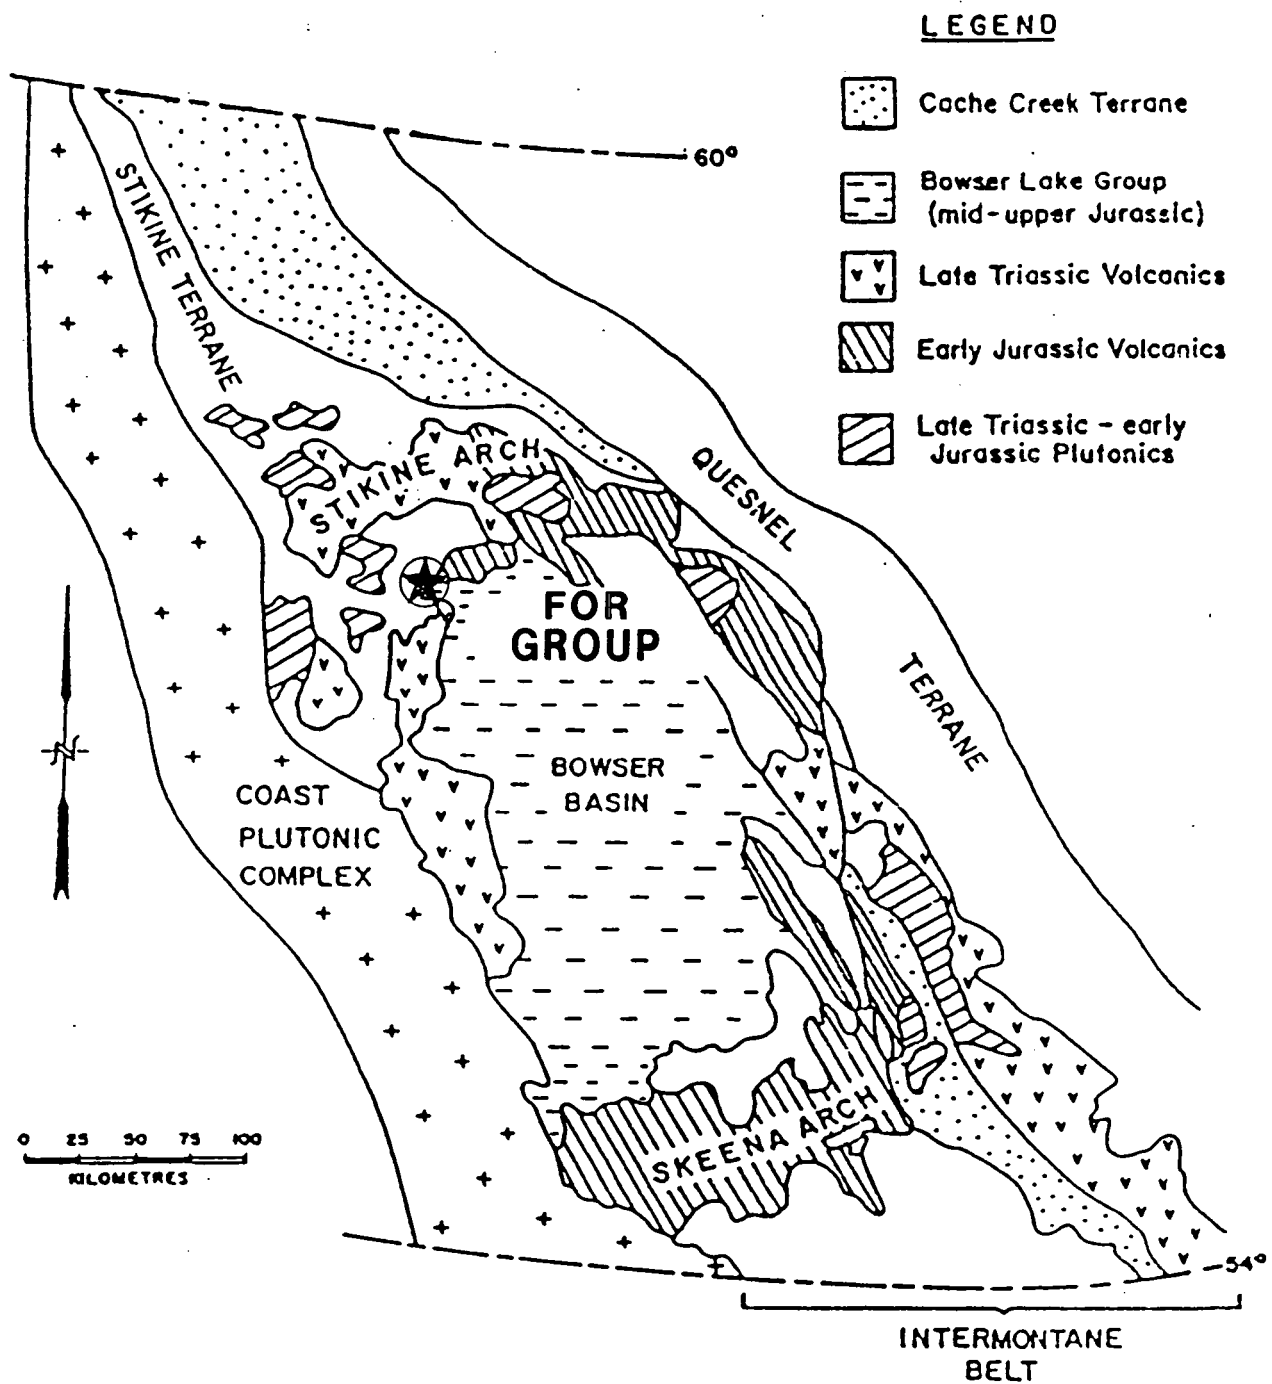 LEGEND
Cache Creek Terrane
Bowser Lake Group
(mid-upper Jurassic)
Late Triassic Volcanics
Early Jurassic Volcanics
Late Triassic - early
Jurassic Plutonics
60°
STIKINE TERRANE
STIKINE ARCH
QUESNEL
TERRANE
FOR
GROUP
BOWSER
BASIN
COAST
PLUTONIC
COMPLEX
SKEENA ARCH
0 25 50 75 100
KILOMETRES
54°
INTERMONTANE
BELT